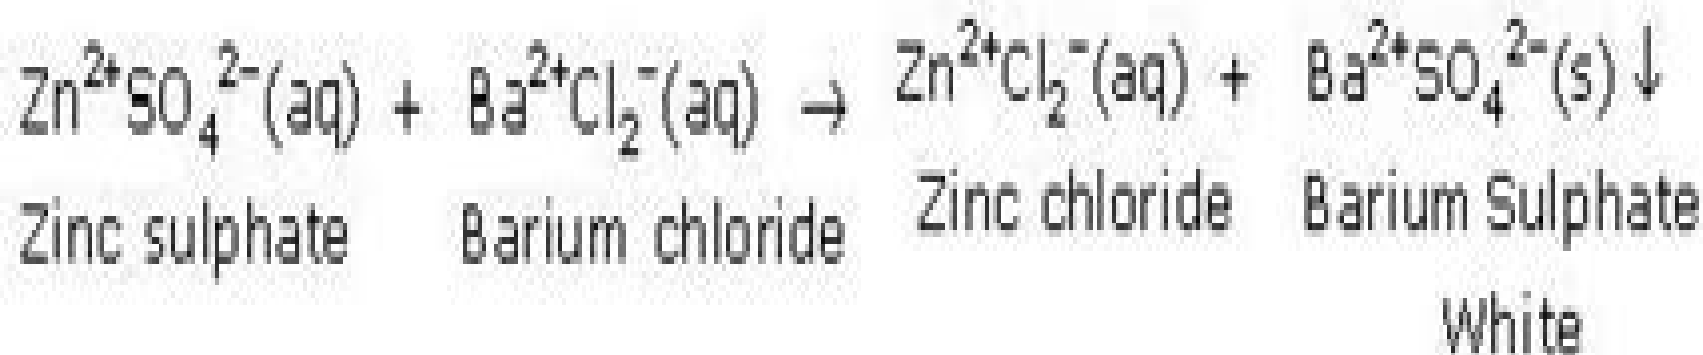 Zn²⁺SO₄²⁻(aq) + Ba²⁺Cl₂⁻(aq) → Zn²⁺Cl₂⁻(aq) + Ba²⁺SO₄²⁻(s)↓
Zinc sulphate Barium chloride Zinc chloride Barium Sulphate
White